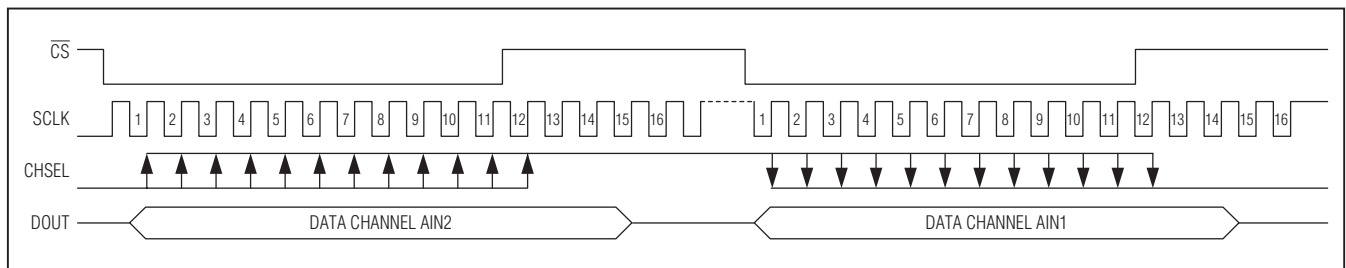 CS
SCLK 1 2 3 4 5 6 7 8 9 10 11 12 13 14 15 16 1 2 3 4 5 6 7 8 9 10 11 12 13 14 15 16
CHSEL
DOUT DATA CHANNEL AIN2 DATA CHANNEL AIN1